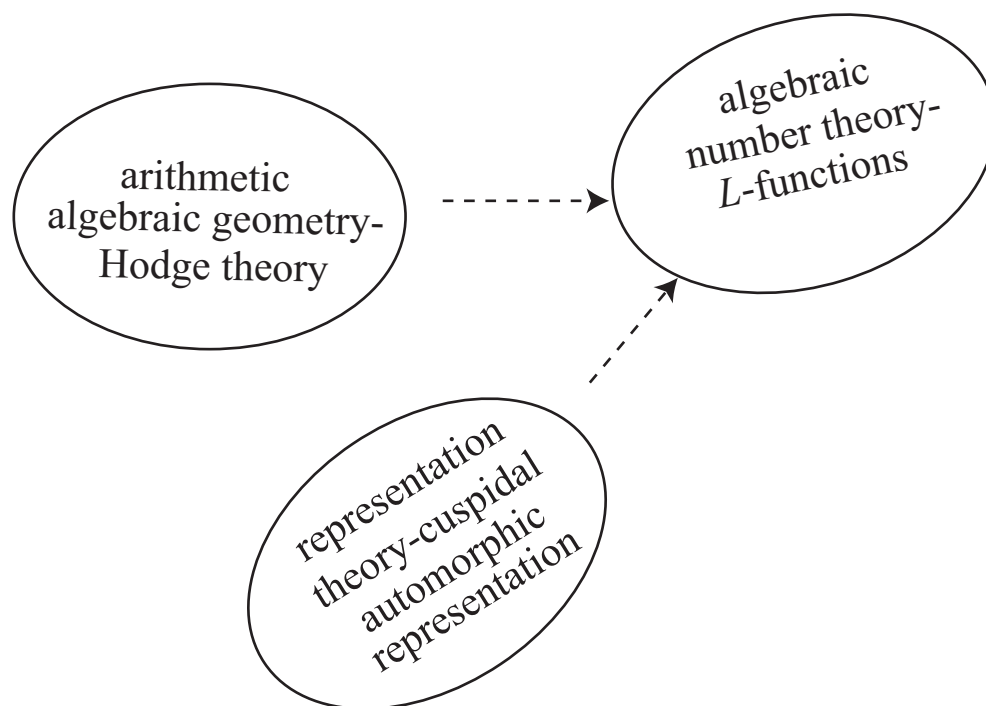 arithmetic
algebraic geometry-
Hodge theory
algebraic
number theory-
L-functions
representation
theory-cuspidal
automorphic
representation